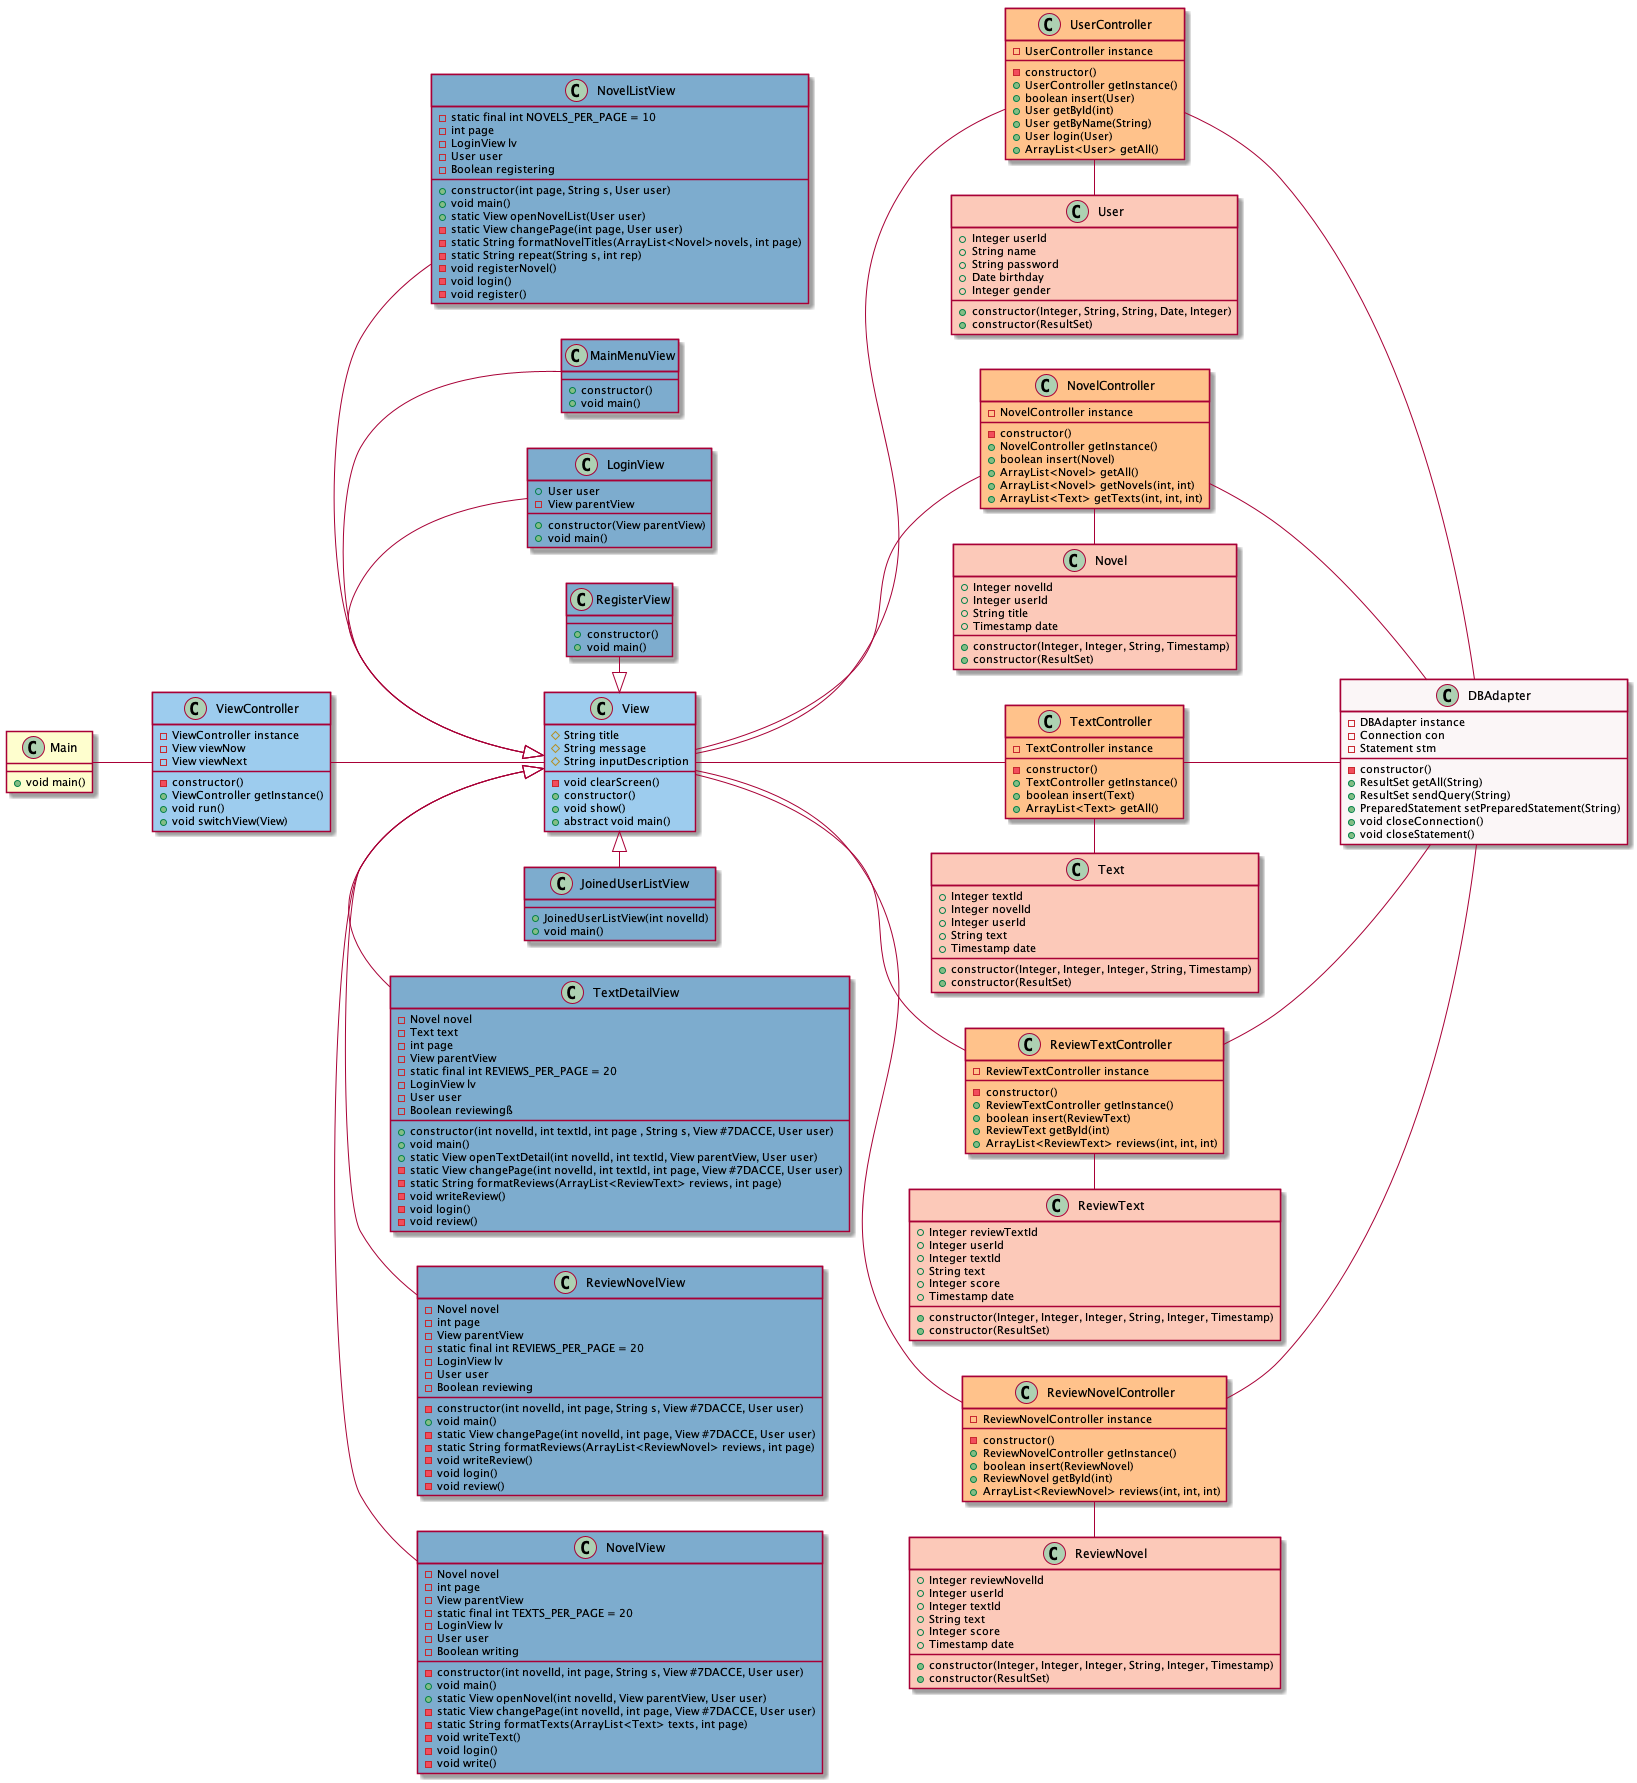 C Main
void main()
C ViewController
ViewController instance
View viewNow
View viewNext
constructor()
ViewController getInstance()
void run()
void switchView(View)
C NovelListView
static final int NOVELS_PER_PAGE = 10
int page
LoginView lv
User user
Boolean registering
constructor(int page, String s, User user)
void main()
static View openNovelList(User user)
static View changePage(int page, User user)
static String formatNovelTitles(ArrayList<Novel>novels, int page)
static String repeat(String s, int rep)
void registerNovel()
void login()
void register()
C MainMenuView
constructor()
void main()
C LoginView
User user
View parentView
constructor(View parentView)
void main()
C RegisterView
constructor()
void main()
C View
String title
String message
String inputDescription
void clearScreen()
constructor()
void show()
abstract void main()
C JoinedUserListView
JoinedUserListView(int novelId)
void main()
C TextDetailView
Novel novel
Text text
int page
View parentView
static final int REVIEWS_PER_PAGE = 20
LoginView lv
User user
Boolean reviewingß
constructor(int novelId, int textId, int page , String s, View #7DACCE, User user)
void main()
static View openTextDetail(int novelId, int textId, View parentView, User user)
static View changePage(int novelId, int textId, int page, View #7DACCE, User user)
static String formatReviews(ArrayList<ReviewText> reviews, int page)
void writeReview()
void login()
void review()
C ReviewNovelView
Novel novel
int page
View parentView
static final int REVIEWS_PER_PAGE = 20
LoginView lv
User user
Boolean reviewing
constructor(int novelId, int page, String s, View #7DACCE, User user)
void main()
static View changePage(int novelId, int page, View #7DACCE, User user)
static String formatReviews(ArrayList<ReviewNovel> reviews, int page)
void writeReview()
void login()
void review()
C NovelView
Novel novel
int page
View parentView
static final int TEXTS_PER_PAGE = 20
LoginView lv
User user
Boolean writing
constructor(int novelId, int page, String s, View #7DACCE, User user)
void main()
static View openNovel(int novelId, View parentView, User user)
static View changePage(int novelId, int page, View #7DACCE, User user)
static String formatTexts(ArrayList<Text> texts, int page)
void writeText()
void login()
void write()
C UserController
UserController instance
constructor()
UserController getInstance()
boolean insert(User)
User getById(int)
User getByName(String)
User login(User)
ArrayList<User> getAll()
C User
Integer userId
String name
String password
Date birthday
Integer gender
constructor(Integer, String, String, Date, Integer)
constructor(ResultSet)
C NovelController
NovelController instance
constructor()
NovelController getInstance()
boolean insert(Novel)
ArrayList<Novel> getAll()
ArrayList<Novel> getNovels(int, int)
ArrayList<Text> getTexts(int, int, int)
C Novel
Integer novelId
Integer userId
String title
Timestamp date
constructor(Integer, Integer, String, Timestamp)
constructor(ResultSet)
C TextController
TextController instance
constructor()
TextController getInstance()
boolean insert(Text)
ArrayList<Text> getAll()
C Text
Integer textId
Integer novelId
Integer userId
String text
Timestamp date
constructor(Integer, Integer, Integer, String, Timestamp)
constructor(ResultSet)
C ReviewTextController
ReviewTextController instance
constructor()
ReviewTextController getInstance()
boolean insert(ReviewText)
ReviewText getById(int)
ArrayList<ReviewText> reviews(int, int, int)
C ReviewText
Integer reviewTextId
Integer userId
Integer textId
String text
Integer score
Timestamp date
constructor(Integer, Integer, Integer, String, Integer, Timestamp)
constructor(ResultSet)
C ReviewNovelController
ReviewNovelController instance
constructor()
ReviewNovelController getInstance()
boolean insert(ReviewNovel)
ReviewNovel getById(int)
ArrayList<ReviewNovel> reviews(int, int, int)
C ReviewNovel
Integer reviewNovelId
Integer userId
Integer textId
String text
Integer score
Timestamp date
constructor(Integer, Integer, Integer, String, Integer, Timestamp)
constructor(ResultSet)
C DBAdapter
DBAdapter instance
Connection con
Statement stm
constructor()
ResultSet getAll(String)
ResultSet sendQuery(String)
PreparedStatement setPreparedStatement(String)
void closeConnection()
void closeStatement()